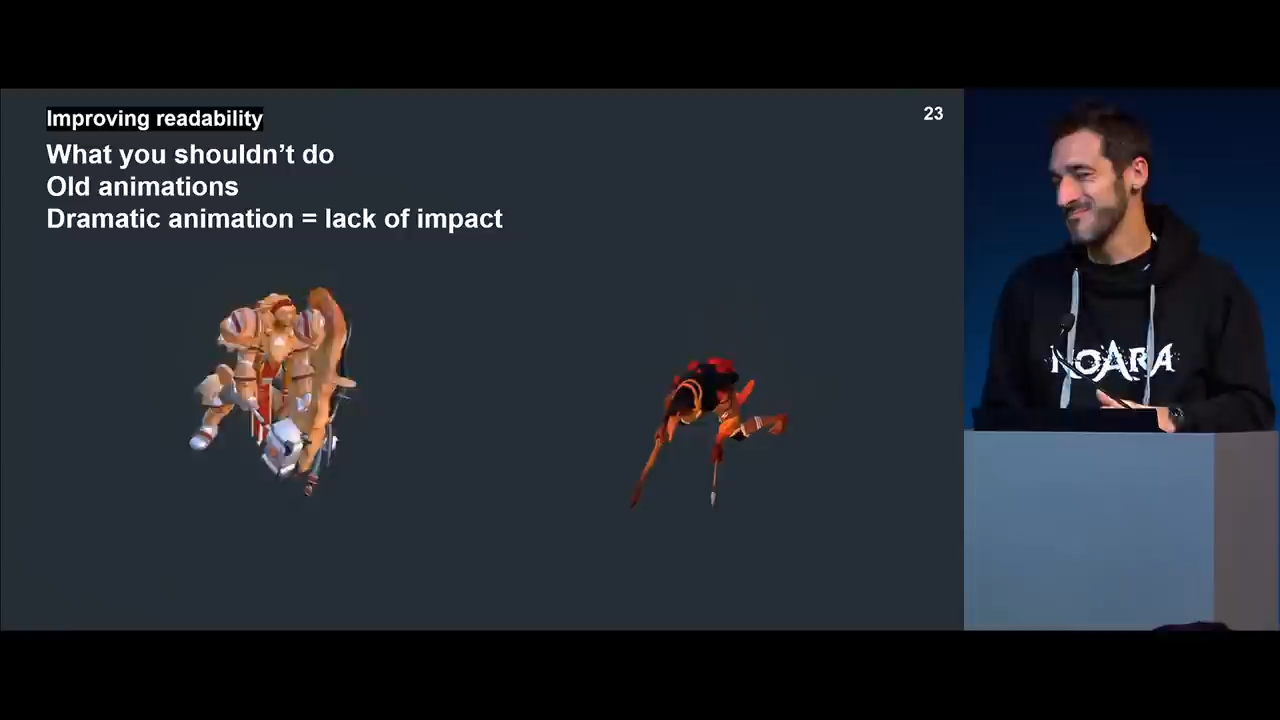 Improving readability
23
What you shouldn’t do
Old animations
Dramatic animation = lack of impact
NOARA